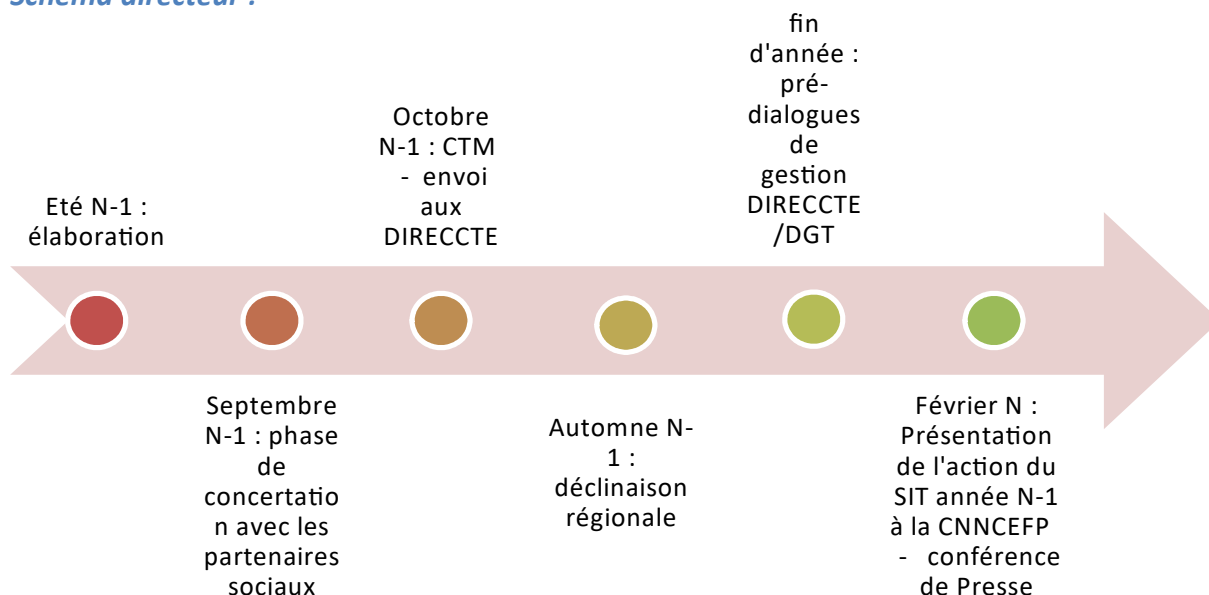 Schéma directeur :
Eté N-1 :
élaboration
Septembre
N-1 : phase
de
concertatio
n avec les
partenaires
sociaux
Octobre
N-1 : CTM
- envoi
aux
DIRECCTE
Automne N-
1 :
déclinaison
régionale
fin
d'année :
pré-
dialogues
de
gestion
DIRECCTE
/DGT
Février N :
Présentation
de l'action du
SIT année N-1
à la CNNCEFP
- conférence
de Presse